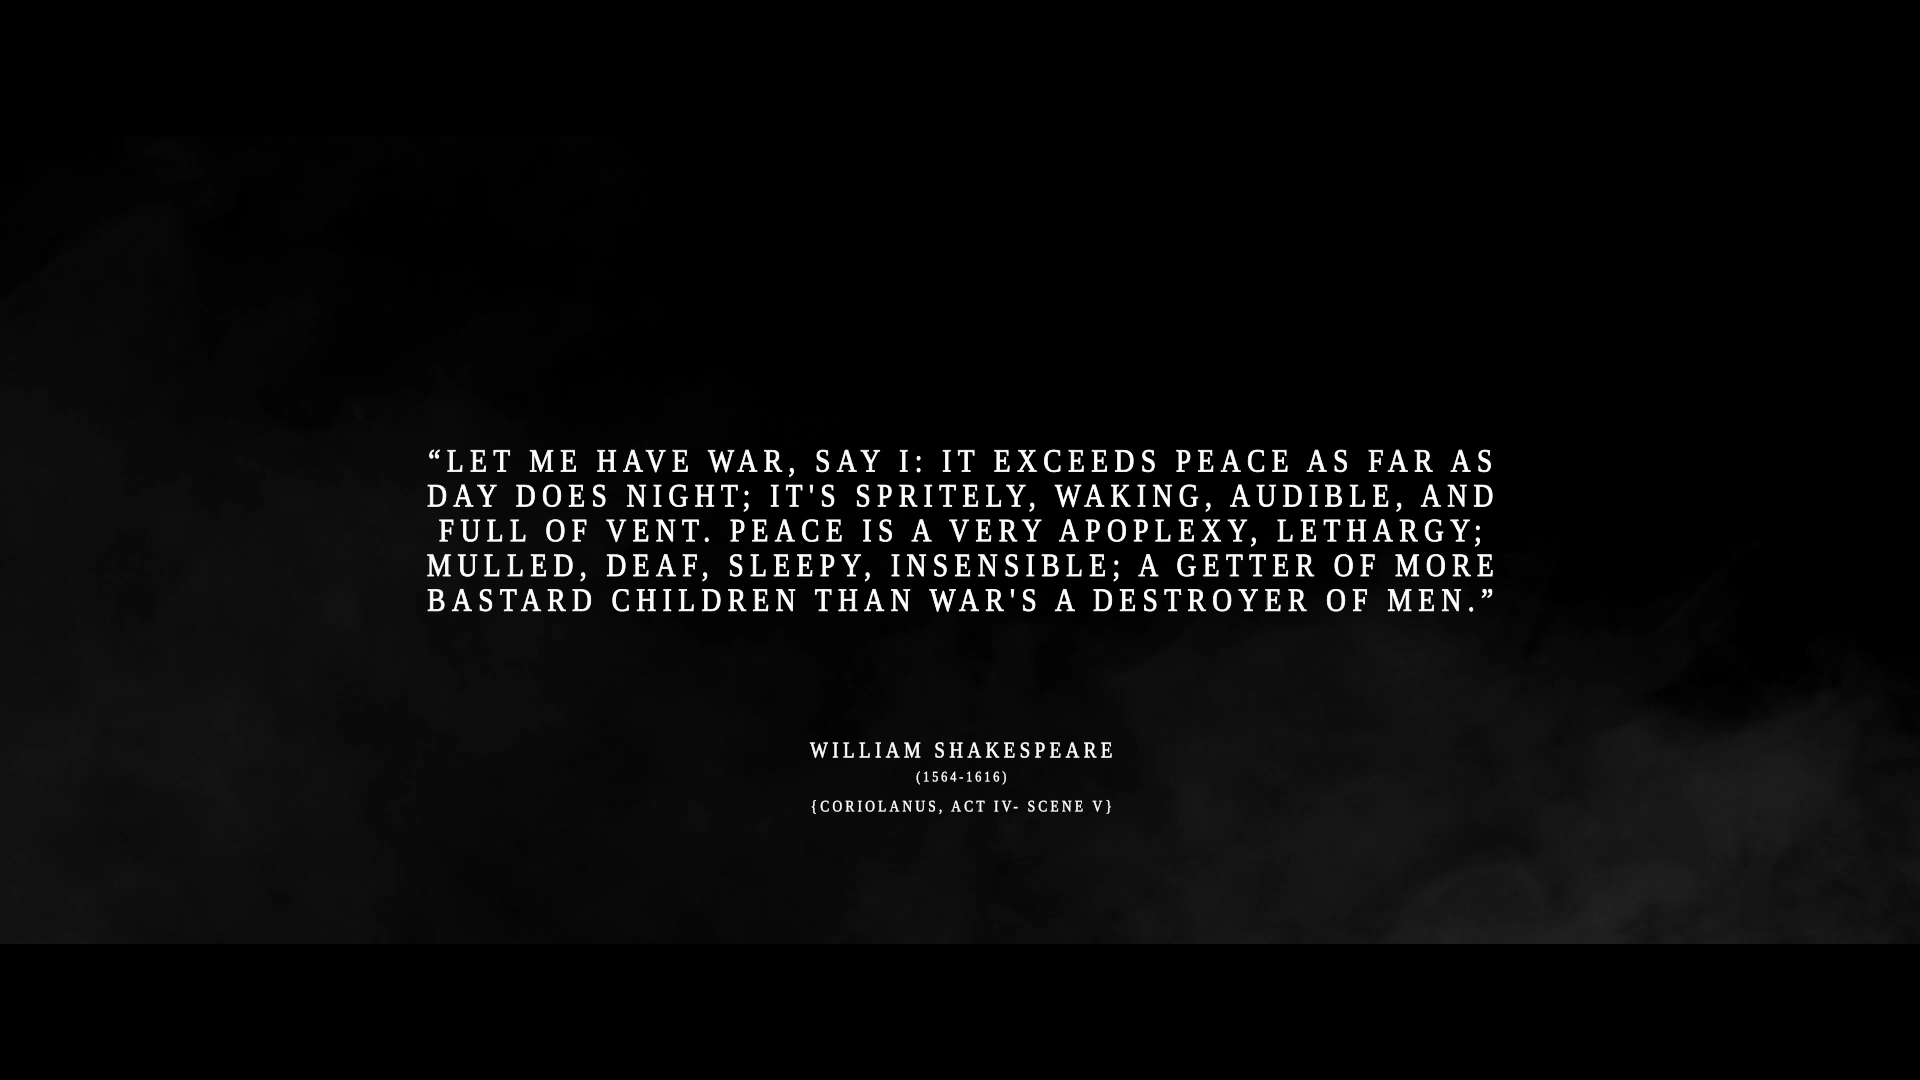 “LET ME HAVE WAR, SAY I: IT EXCEEDS PEACE AS FAR AS
DAY DOES NIGHT; IT'S SPRITELY, WAKING, AUDIBLE, AND
FULL OF VENT. PEACE IS A VERY APOPLEXY, LETHARGY;
MULLED, DEAF, SLEEPY, INSENSIBLE; A GETTER OF MORE
BASTARD CHILDREN THAN WAR'S A DESTROYER OF MEN.”
WILLIAM SHAKESPEARE
(1564-1616)
{CORIOLANUS, ACT IV- SCENE V}